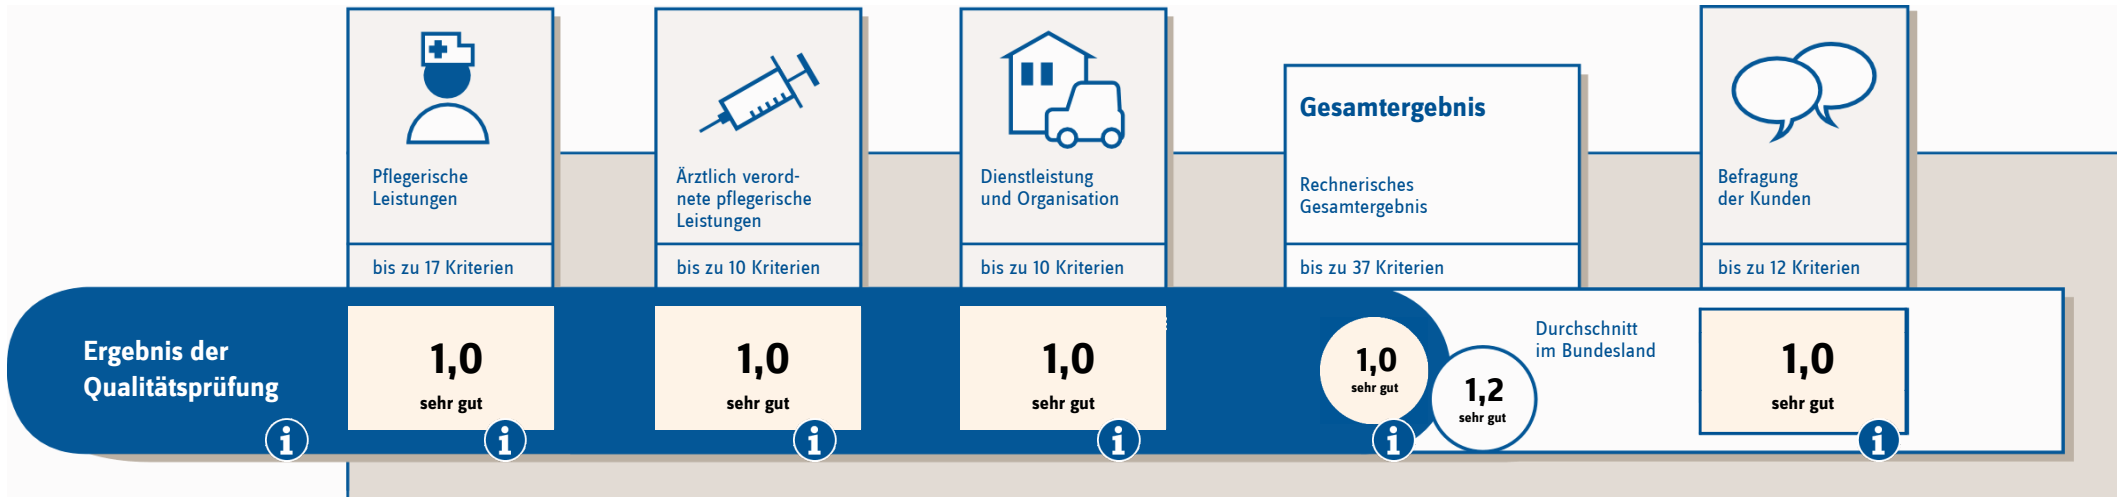 Pflegerische
Leistungen
bis zu 17 Kriterien
Ärztlich verord-
nete pflegerische
Leistungen
bis zu 10 Kriterien
Dienstleistung
und Organisation
bis zu 10 Kriterien
Gesamtergebnis
Rechnerisches
Gesamtergebnis
bis zu 37 Kriterien
Befragung
der Kunden
bis zu 12 Kriterien
Ergebnis der
Qualitätsprüfung
i
1,0
sehr gut
i
1,0
sehr gut
i
1,0
sehr gut
i
1,0
sehr gut
i
1,2
sehr gut
Durchschnitt
im Bundesland
1,0
sehr gut
i